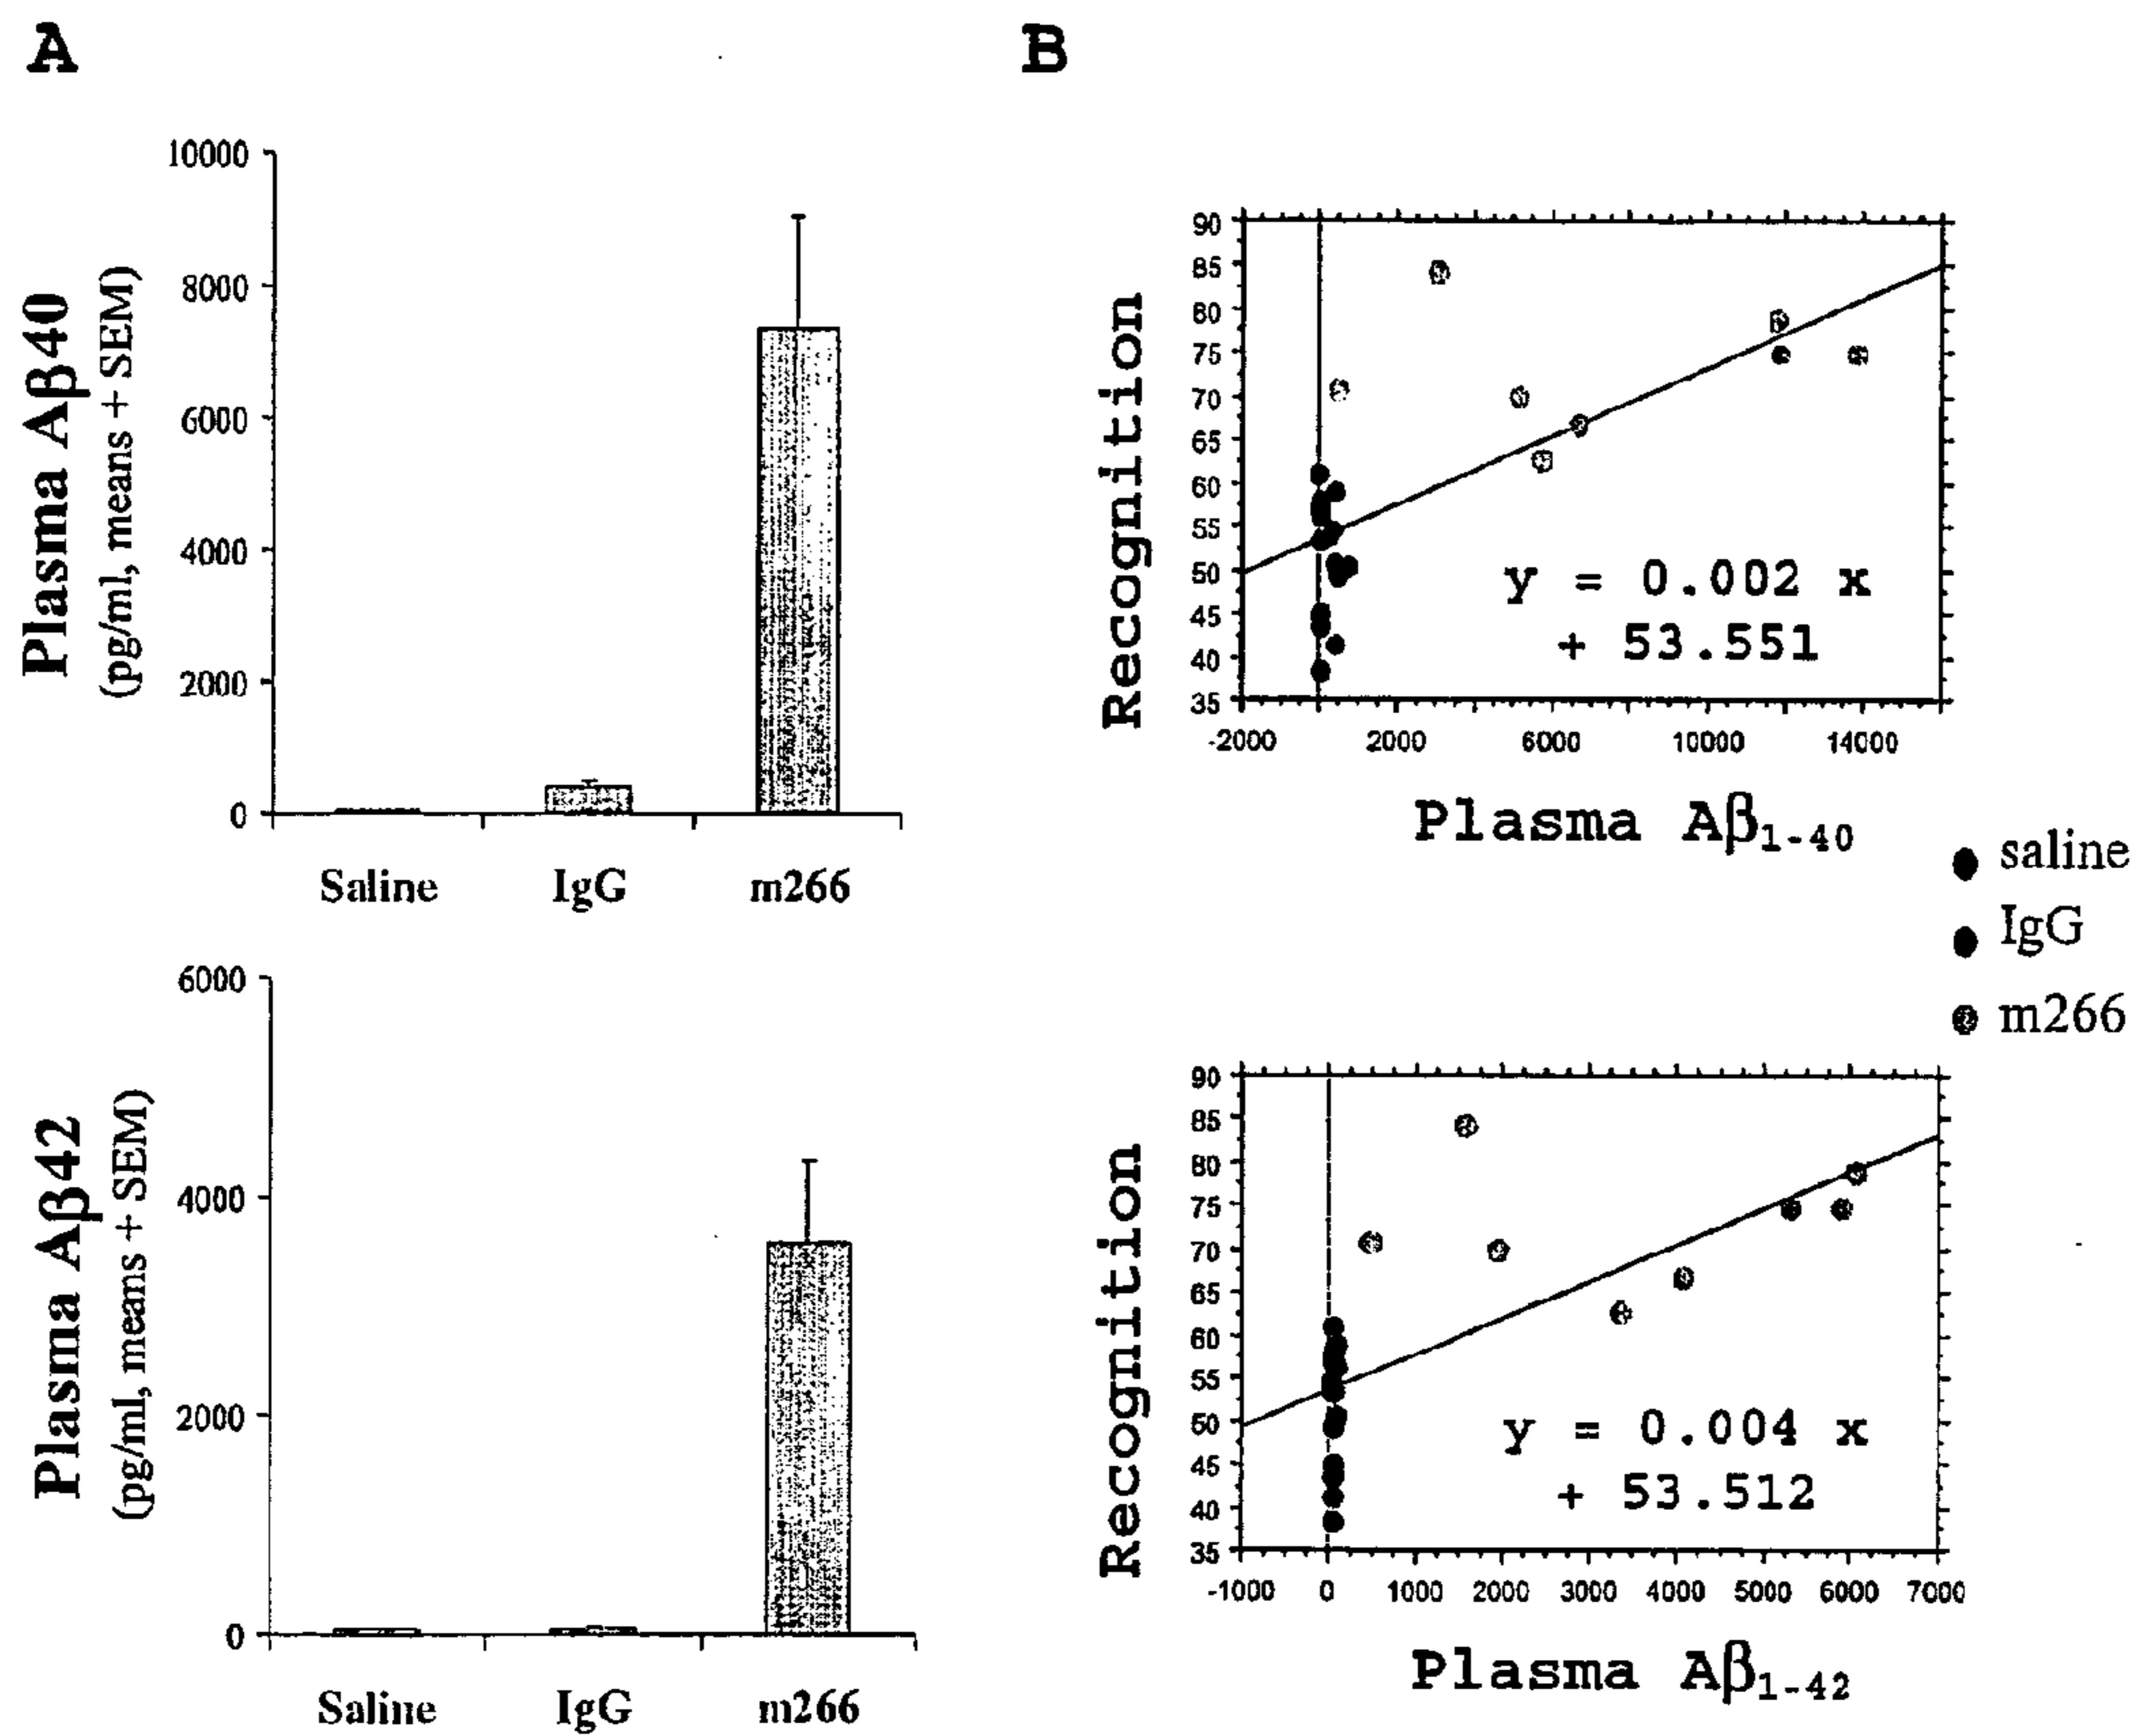 A
B
Plasma Aβ40
(pg/ml, means + SEM)
10000
8000
6000
4000
2000
0
Saline IgG m266
Plasma Aβ42
(pg/ml, means + SEM)
6000
4000
2000
0
Saline IgG m266
Recognition
90
85
80
75
70
65
60
55
50
45
40
35
y = 0.002 x
+ 53.551
-2000 2000 6000 10000 14000
Plasma Aβ1-40
saline
IgG
m266
Recognition
90
85
80
75
70
65
60
55
50
45
40
35
y = 0.004 x
+ 53.512
-1000 0 1000 2000 3000 4000 5000 6000 7000
Plasma Aβ1-42